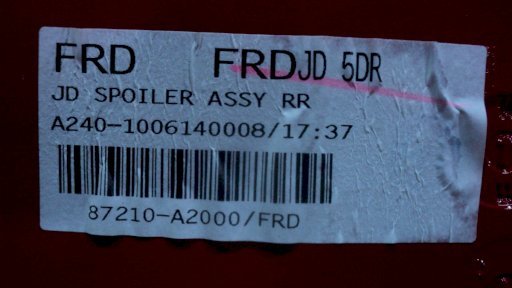 FRD FRDJD 5DR
JD SPOILER ASSY RR
A240-1006140008/17:37
87210-A2000/FRD